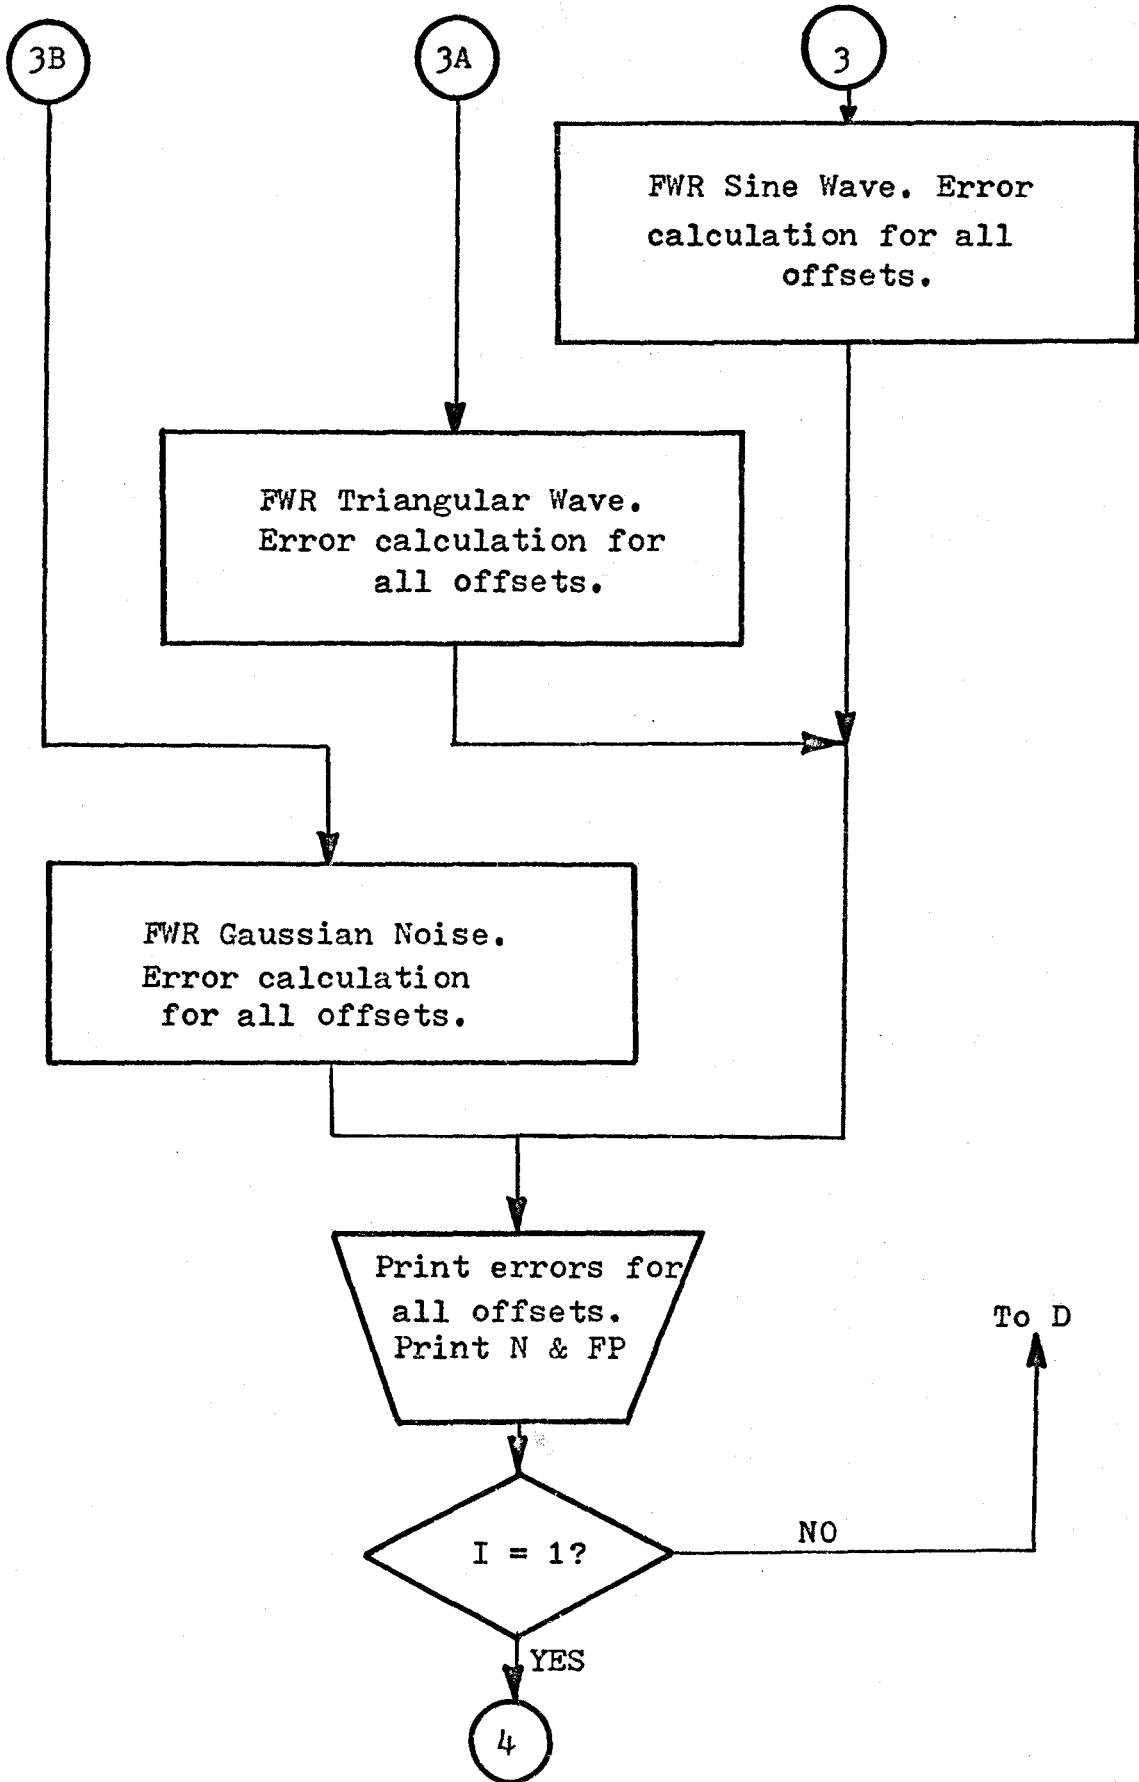 3B
3A
3
FWR Sine Wave. Error
calculation for all
offsets.
FWR Triangular Wave.
Error calculation for
all offsets.
FWR Gaussian Noise.
Error calculation
for all offsets.
Print errors for
all offsets.
Print N & FP
To D
I = 1?
NO
YES
4